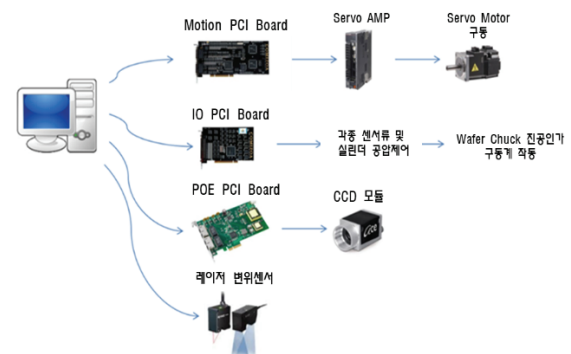 Motion PCI Board
Servo AMP
Servo Motor
구동
IO PCI Board
각종 센서류 및
실린더 공압제어
Wafer Chuck 진공인가
구동계 작동
POE PCI Board
CCD 모듈
레이저 변위센서